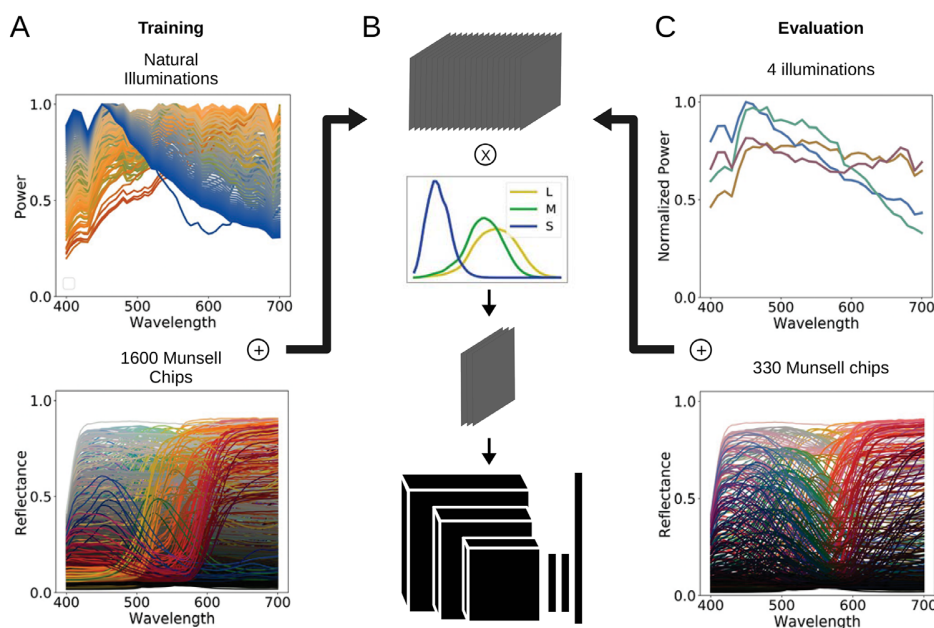 A
Training
Natural
Illuminations
1.0
0.5
0.0
Power
400
500
600
700
Wavelength
+
1600 Munsell
Chips
1.0
0.5
0.0
Reflectance
400
500
600
700
Wavelength
B
X
L
M
S
C
Evaluation
4 illuminations
1.0
0.5
0.0
Normalized Power
400
500
600
700
Wavelength
+
330 Munsell chips
1.0
0.5
0.0
Reflectance
400
500
600
700
Wavelength